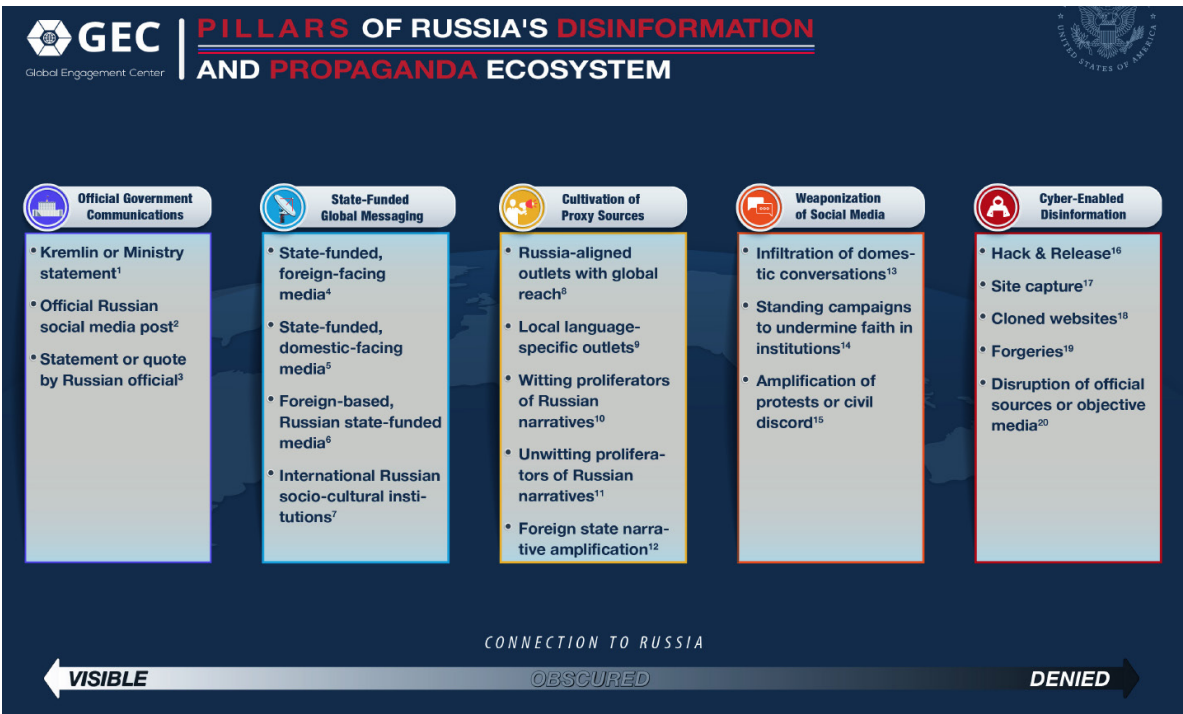 GEC
Global Engagement Center
PILLARS OF RUSSIA'S DISINFORMATION
AND PROPAGANDA ECOSYSTEM
UNITED STATES OF AMERICA
Official Government
Communications
• Kremlin or Ministry
statement¹
• Official Russian
social media post²
• Statement or quote
by Russian official³
State-Funded
Global Messaging
• State-funded,
foreign-facing
media⁴
• State-funded,
domestic-facing
media⁵
• Foreign-based,
Russian state-funded
media⁶
• International Russian
socio-cultural insti-
tutions⁷
Cultivation of
Proxy Sources
• Russia-aligned
outlets with global
reach⁸
• Local language-
specific outlets⁹
• Witting proliferators
of Russian
narratives¹⁰
• Unwitting prolifera-
tors of Russian
narratives¹¹
• Foreign state narra-
tive amplification¹²
Weaponization
of Social Media
• Infiltration of domes-
tic conversations¹³
• Standing campaigns
to undermine faith in
institutions¹⁴
• Amplification of
protests or civil
discord¹⁵
Cyber-Enabled
Disinformation
• Hack & Release¹⁶
• Site capture¹⁷
• Cloned websites¹⁸
• Forgeries¹⁹
• Disruption of official
sources or objective
media²⁰
CONNECTION TO RUSSIA
VISIBLE OBSCURED DENIED